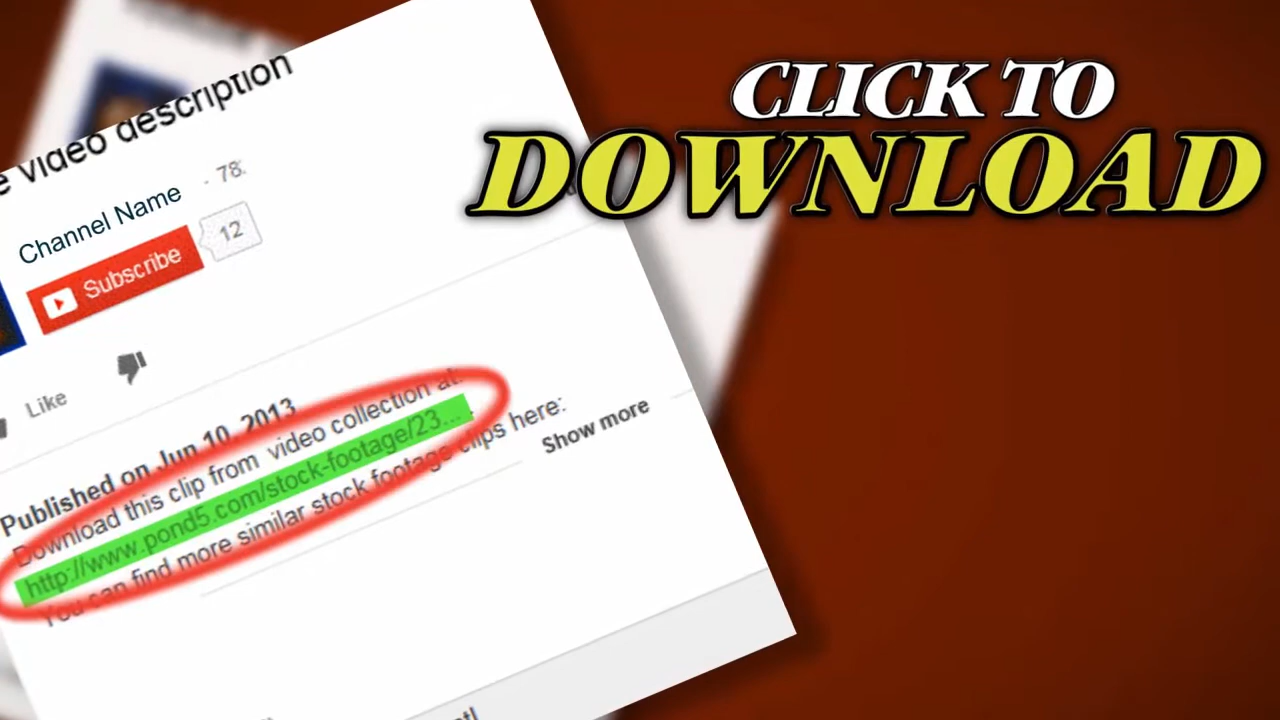 CLICK TO
DOWNLOAD
video description
Channel Name
78
Subscribe
12
Like
Published on Jun 10, 2013
Download this clip from video collection at:
http://www.pond5.com/stock-footage/23...
You can find more similar stock footage clips here:
Show more